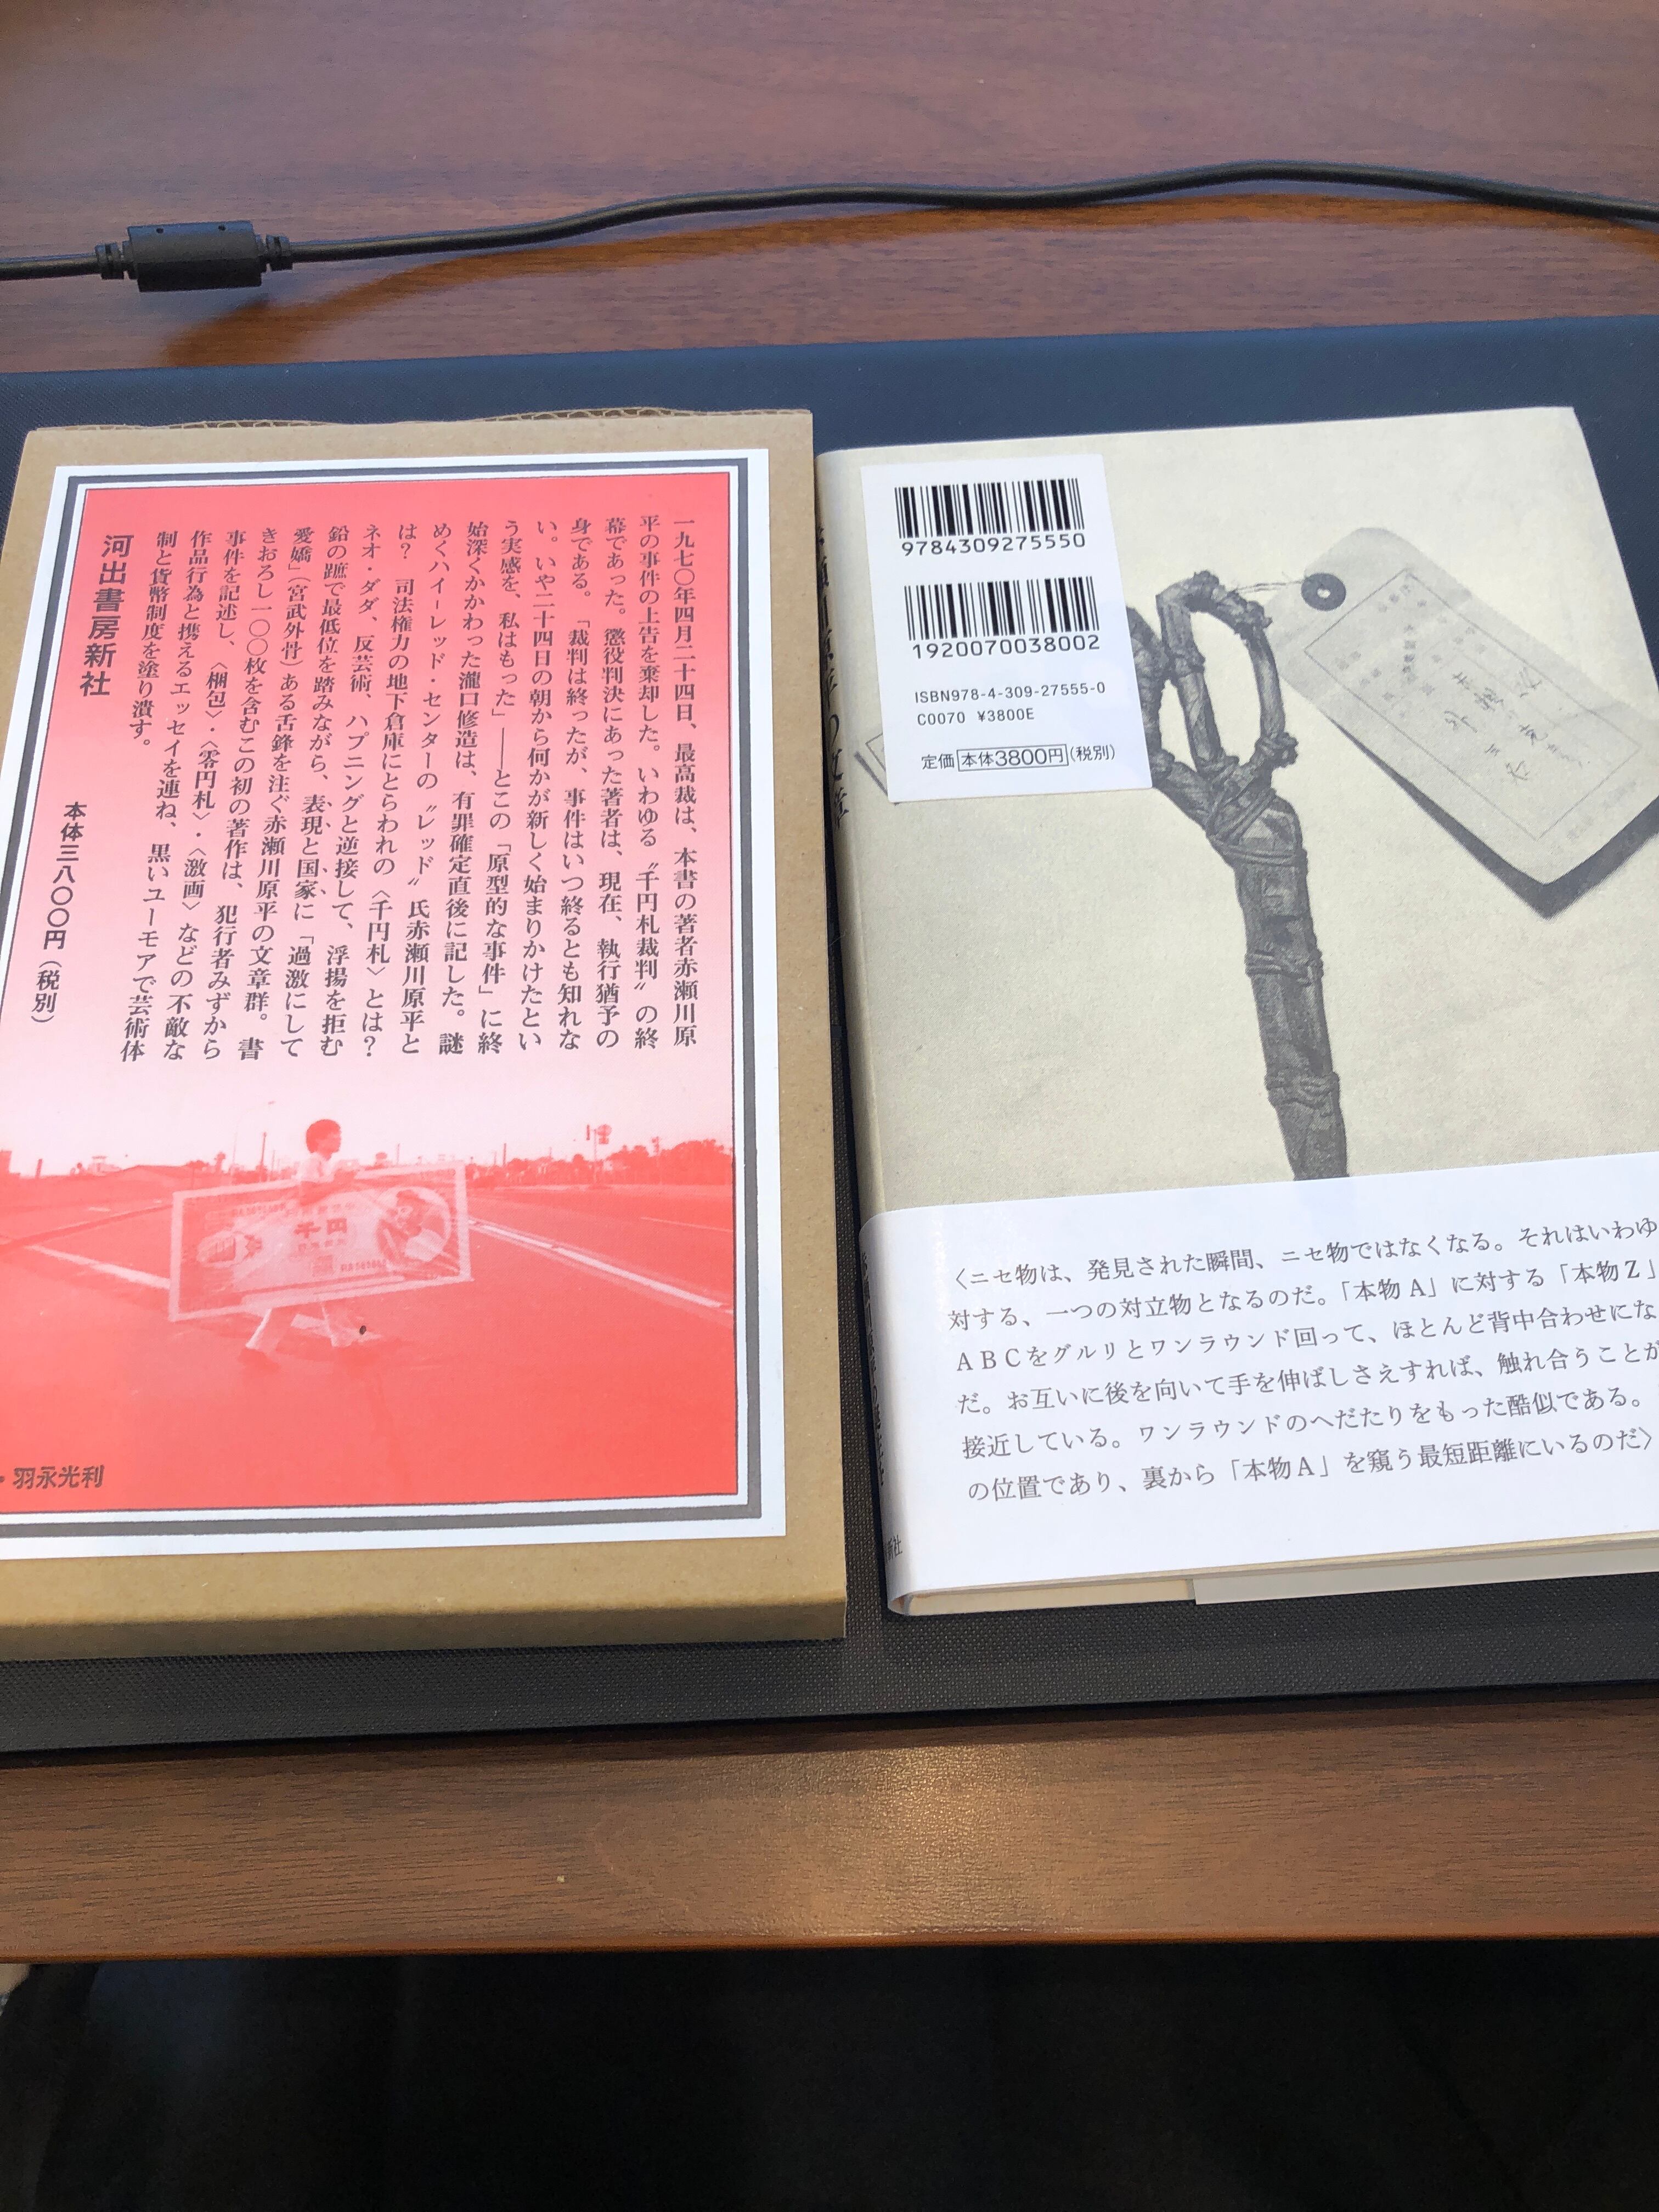 一九七〇年四月二十四日、最高裁は、本書の著者赤瀬川原
平の事件の上告を棄却した。いわゆる〝千円札裁判〟の終
幕であった。懲役判決にあった著者は、現在、執行猶予の
身である。「裁判は終ったが、事件はいつ終るとも知れな
い。いや二十四日の朝から何かが新しく始まりかけたとい
う実感を、私はもった」――とこの「原型的な事件」に終
始深くかかわった瀧口修造は、有罪確定直後に記した。謎
めくハイ−レッド・センターの〝レッド〟氏赤瀬川原平と
は？　司法権力の地下倉庫にとらわれの〈千円札〉とは？
ネオ・ダダ、反芸術、ハプニングと逆接して、浮揚を拒む
鉛の蹠で最低位を踏みながら、表現と国家に「過激にして
愛嬌」（宮武外骨）ある舌鋒を注ぐ赤瀬川原平の文章群。書
きおろし一〇〇枚を含むこの初の著作は、犯行者みずから
事件を記述し、〈梱包〉・〈零円札〉・〈激画〉などの不敵な
作品行為と携えるエッセイを連ね、黒いユーモアで芸術体
制と貨幣制度を塗り潰す。
河出書房新社
本体三八〇〇円（税別）
千円
・羽永光利
9784309275550
1920070038002
ISBN978-4-309-27555-0
C0070 ¥3800E
定価 本体3800円（税別）
〈ニセ物は、発見された瞬間、ニセ物ではなくなる。それはいわゆ
対する、一つの対立物となるのだ。「本物A」に対する「本物Z」
ＡＢＣをグルリとワンラウンド回って、ほとんど背中合わせにな
だ。お互いに後を向いて手を伸ばしさえすれば、触れ合うことが
接近している。ワンラウンドのへだたりをもった酷似である。
の位置であり、裏から「本物A」を窺う最短距離にいるのだ〉
新社